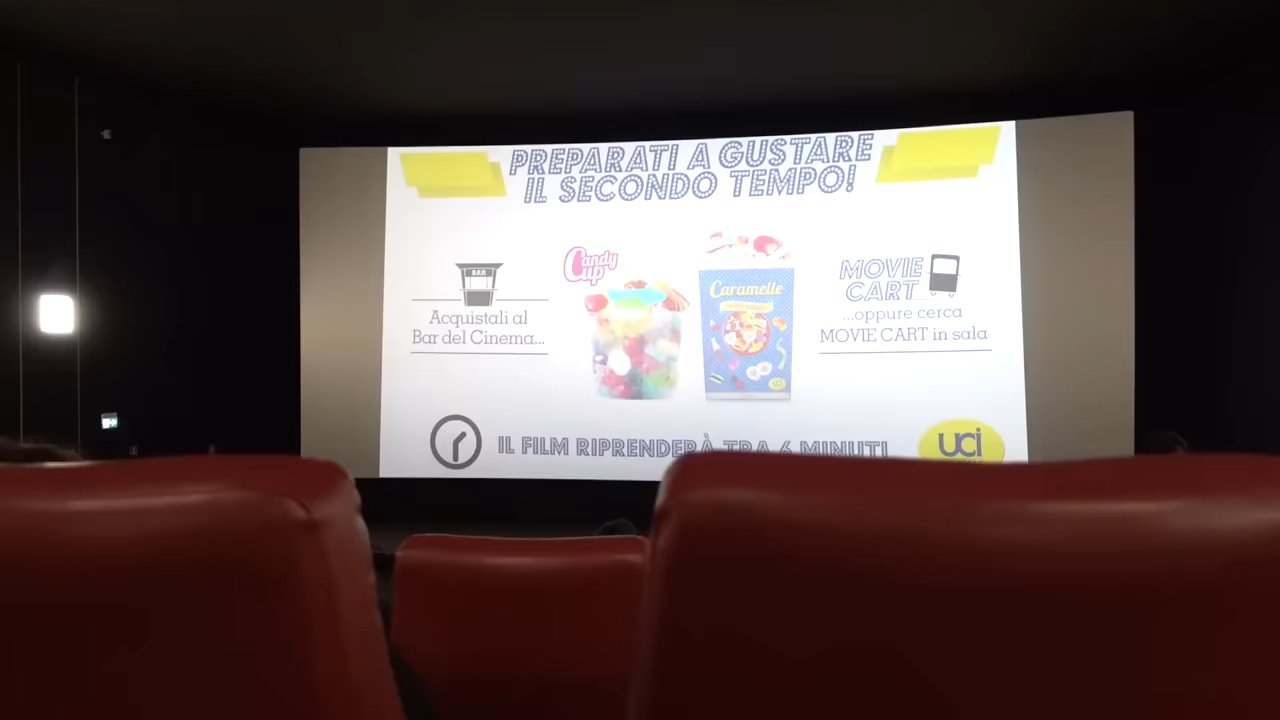 PREPARATI A GUSTARE
IL SECONDO TEMPO!
BAR
Acquistali al
Bar del Cinema...
Candy
Cup
Caramelle
MOVIE
CART
...oppure cerca
MOVIE CART in sala
IL FILM RIPRENDERÀ TRA 6 MINUTI
UCI